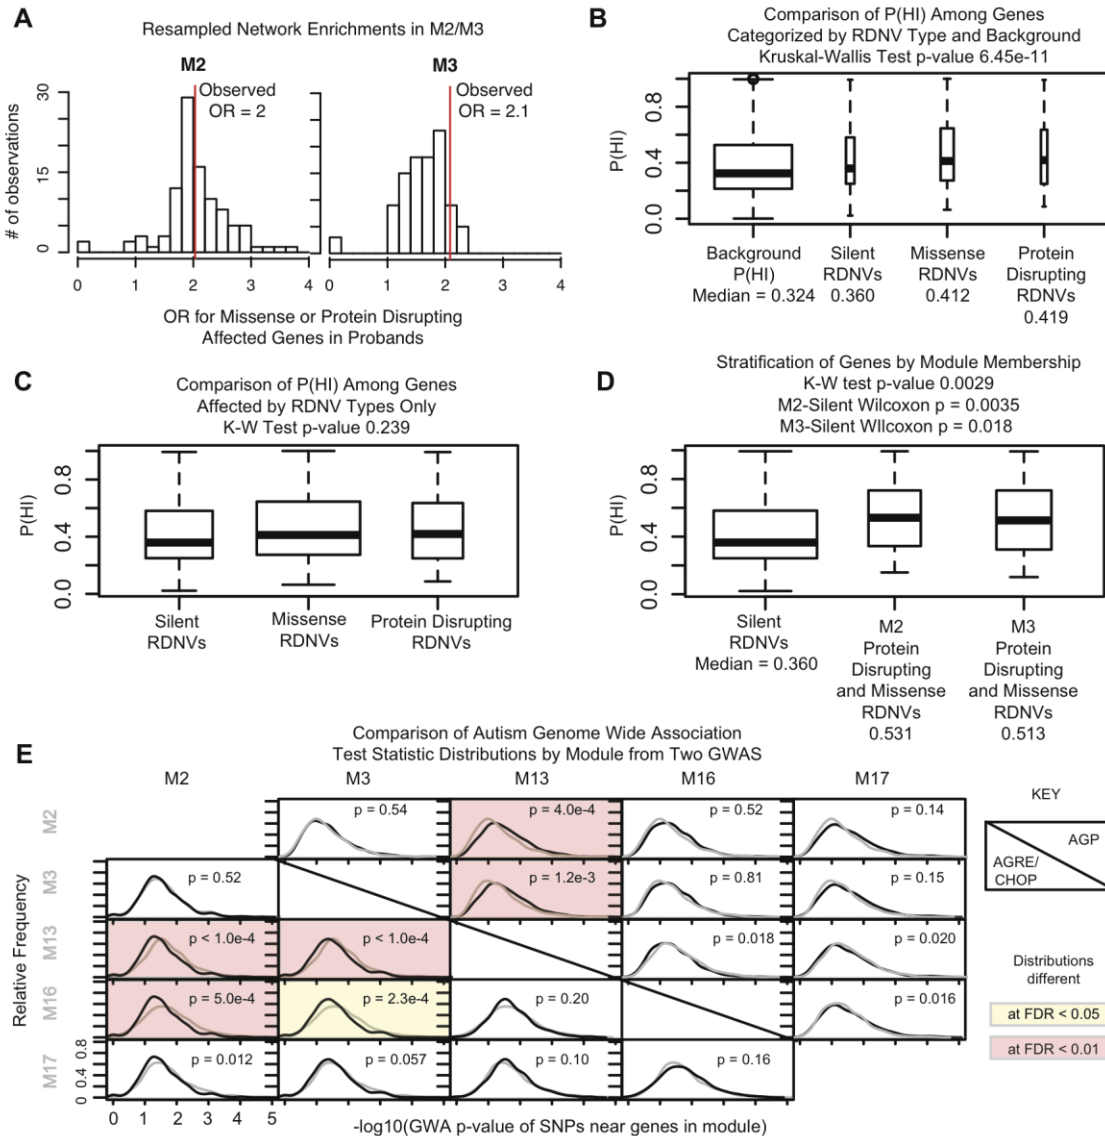 A
Resampled Network Enrichments in M2/M3
M2
Observed
OR = 2
M3
Observed
OR = 2.1
# of observations
30
15
0
0 1 2 3 4
0 1 2 3 4
OR for Missense or Protein Disrupting
Affected Genes in Probands
B
Comparison of P(HI) Among Genes
Categorized by RDNV Type and Background
Kruskal-Wallis Test p-value 6.45e-11
P(HI)
0.8
0.4
0.0
Background
P(HI)
Median = 0.324
Silent
RDNVs
0.360
Missense
RDNVs
0.412
Protein
Disrupting
RDNVs
0.419
C
Comparison of P(HI) Among Genes
Affected by RDNV Types Only
K-W Test p-value 0.239
P(HI)
0.8
0.4
0.0
Silent
RDNVs
Missense
RDNVs
Protein Disrupting
RDNVs
D
Stratification of Genes by Module Membership
K-W test p-value 0.0029
M2-Silent Wilcoxon p = 0.0035
M3-Silent WIlcoxon p = 0.018
P(HI)
0.8
0.4
0.0
Silent
RDNVs
Median = 0.360
M2
Protein
Disrupting
and Missense
RDNVs
0.531
M3
Protein
Disrupting
and Missense
RDNVs
0.513
E
Comparison of Autism Genome Wide Association
Test Statistic Distributions by Module from Two GWAS
M2 M3 M13 M16 M17
Relative Frequency
M2
p = 0.54
p = 4.0e-4
p = 0.52
p = 0.14
M3
p = 0.52
p = 1.2e-3
p = 0.81
p = 0.15
M13
p < 1.0e-4
p < 1.0e-4
p = 0.018
p = 0.020
M16
p = 5.0e-4
p = 2.3e-4
p = 0.20
p = 0.016
M17
0.8
0.4
0
p = 0.012
p = 0.057
p = 0.10
p = 0.16
0 1 2 3 4 5
-log10(GWA p-value of SNPs near genes in module)
KEY
AGP
AGRE/
CHOP
Distributions
different
at FDR < 0.05
at FDR < 0.01